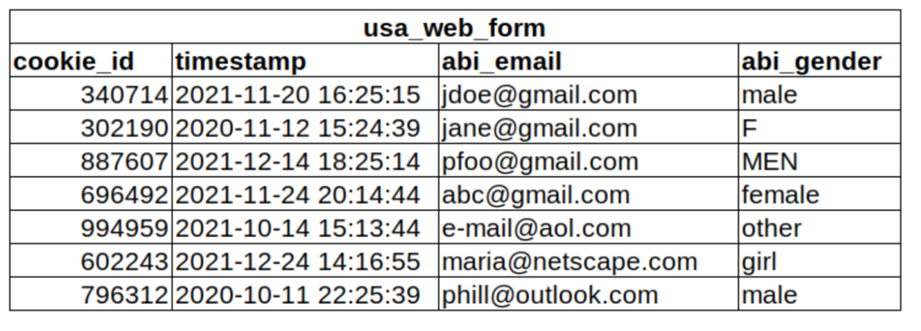 usa_web_form
cookie_id timestamp abi_email abi_gender
340714 2021-11-20 16:25:15 jdoe@gmail.com male
302190 2020-11-12 15:24:39 jane@gmail.com F
887607 2021-12-14 18:25:14 pfoo@gmail.com MEN
696492 2021-11-24 20:14:44 abc@gmail.com female
994959 2021-10-14 15:13:44 e-mail@aol.com other
602243 2021-12-24 14:16:55 maria@netscape.com girl
796312 2020-10-11 22:25:39 phill@outlook.com male